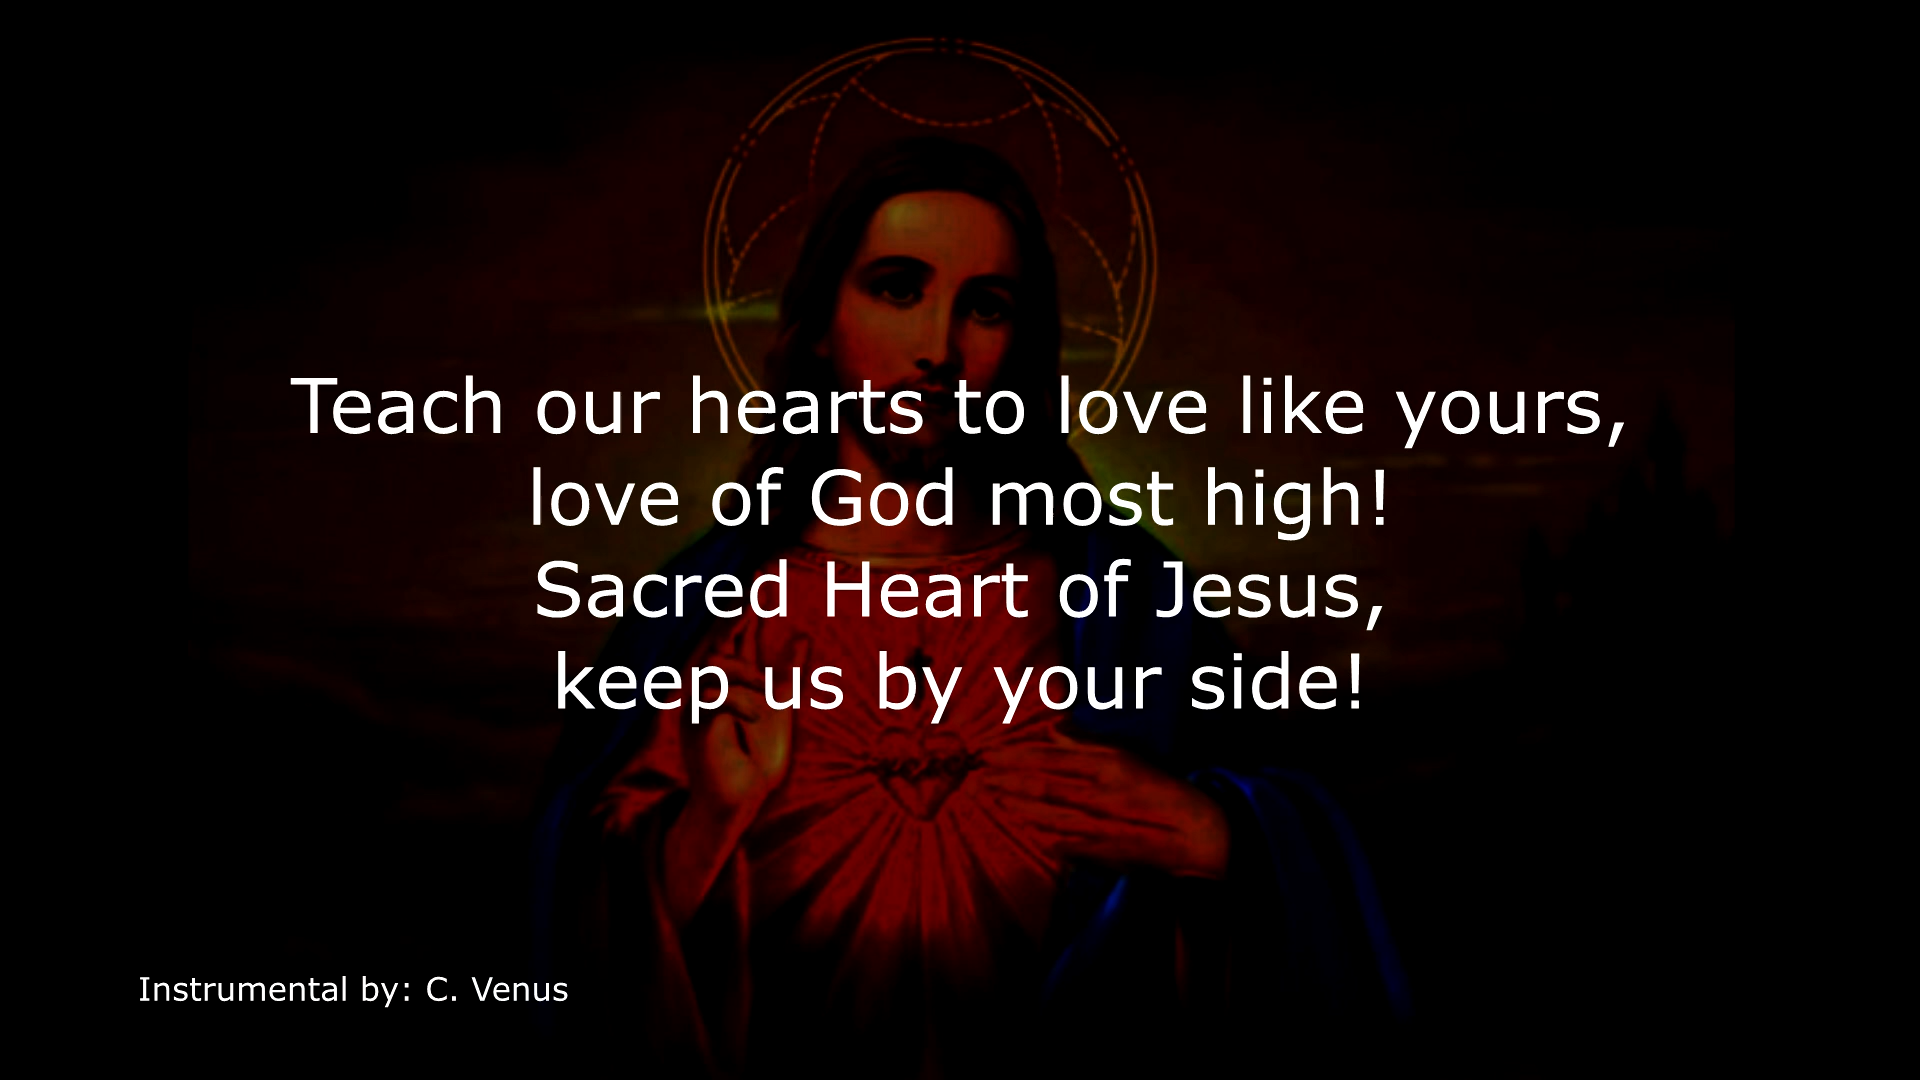 Teach our hearts to love like yours,
love of God most high!
Sacred Heart of Jesus,
keep us by your side!
Instrumental by: C. Venus